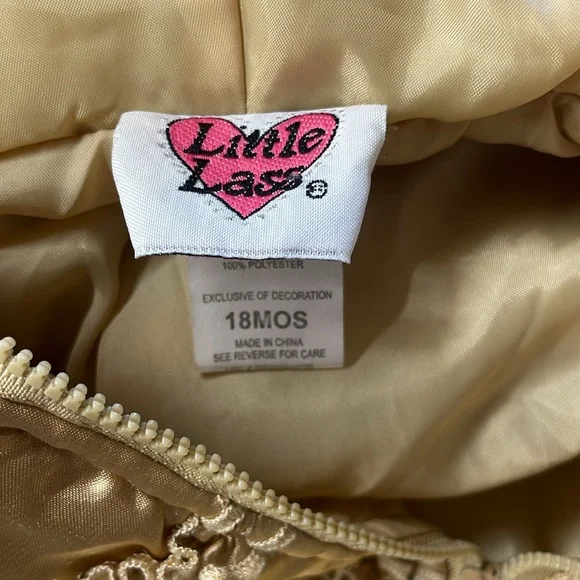 Little
Lass®
100% POLYESTER
EXCLUSIVE OF DECORATION
18MOS
MADE IN CHINA
SEE REVERSE FOR CARE